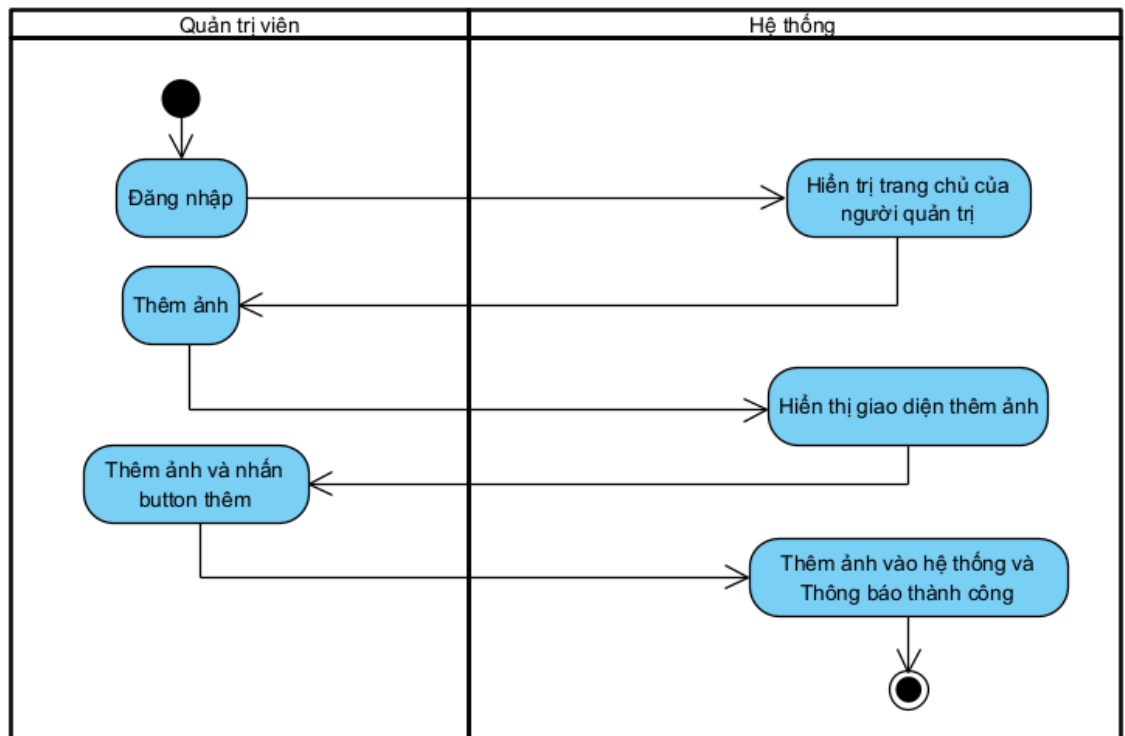 Quản trị viên
Hệ thống
Đăng nhập
Hiển trị trang chủ của
người quản trị
Thêm ảnh
Hiển thị giao diện thêm ảnh
Thêm ảnh và nhấn
button thêm
Thêm ảnh vào hệ thống và
Thông báo thành công